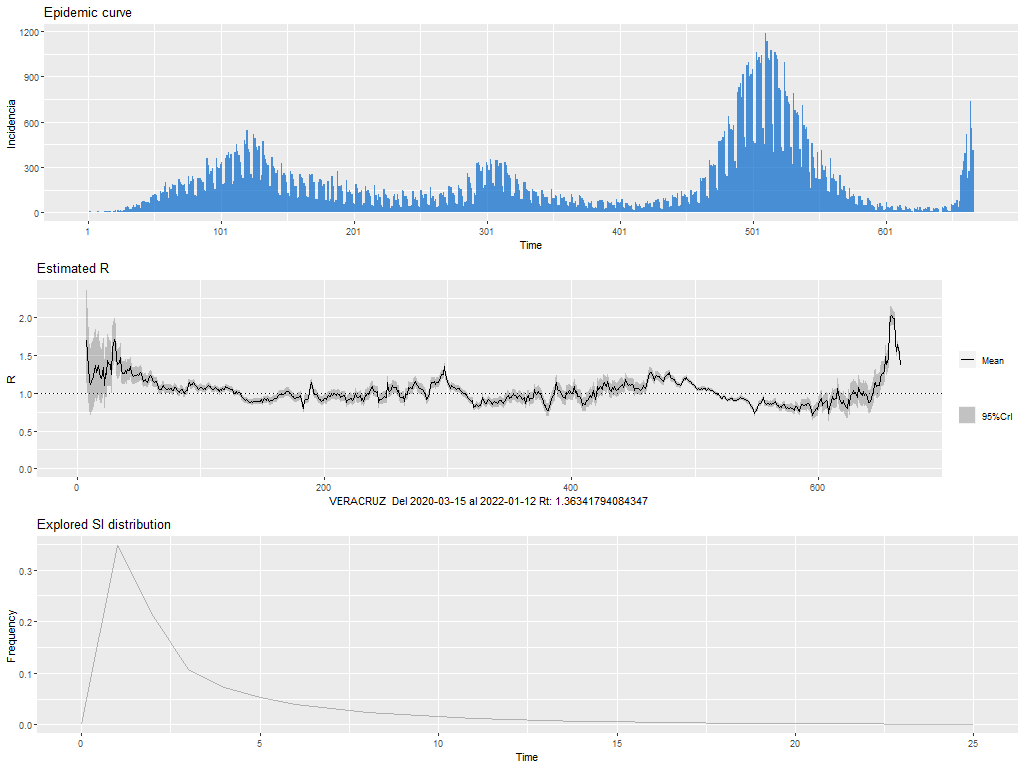 Epidemic curve
Incidencia
1200
900
600
300
0
1
101
201
301
401
501
601
Time
Estimated R
R
2.0
1.5
1.0
0.5
0.0
0
200
400
600
Mean
95%CrI
VERACRUZ Del 2020-03-15 al 2022-01-12 Rt: 1.36341794084347
Explored SI distribution
Frequency
0.3
0.2
0.1
0.0
0
5
10
15
20
25
Time